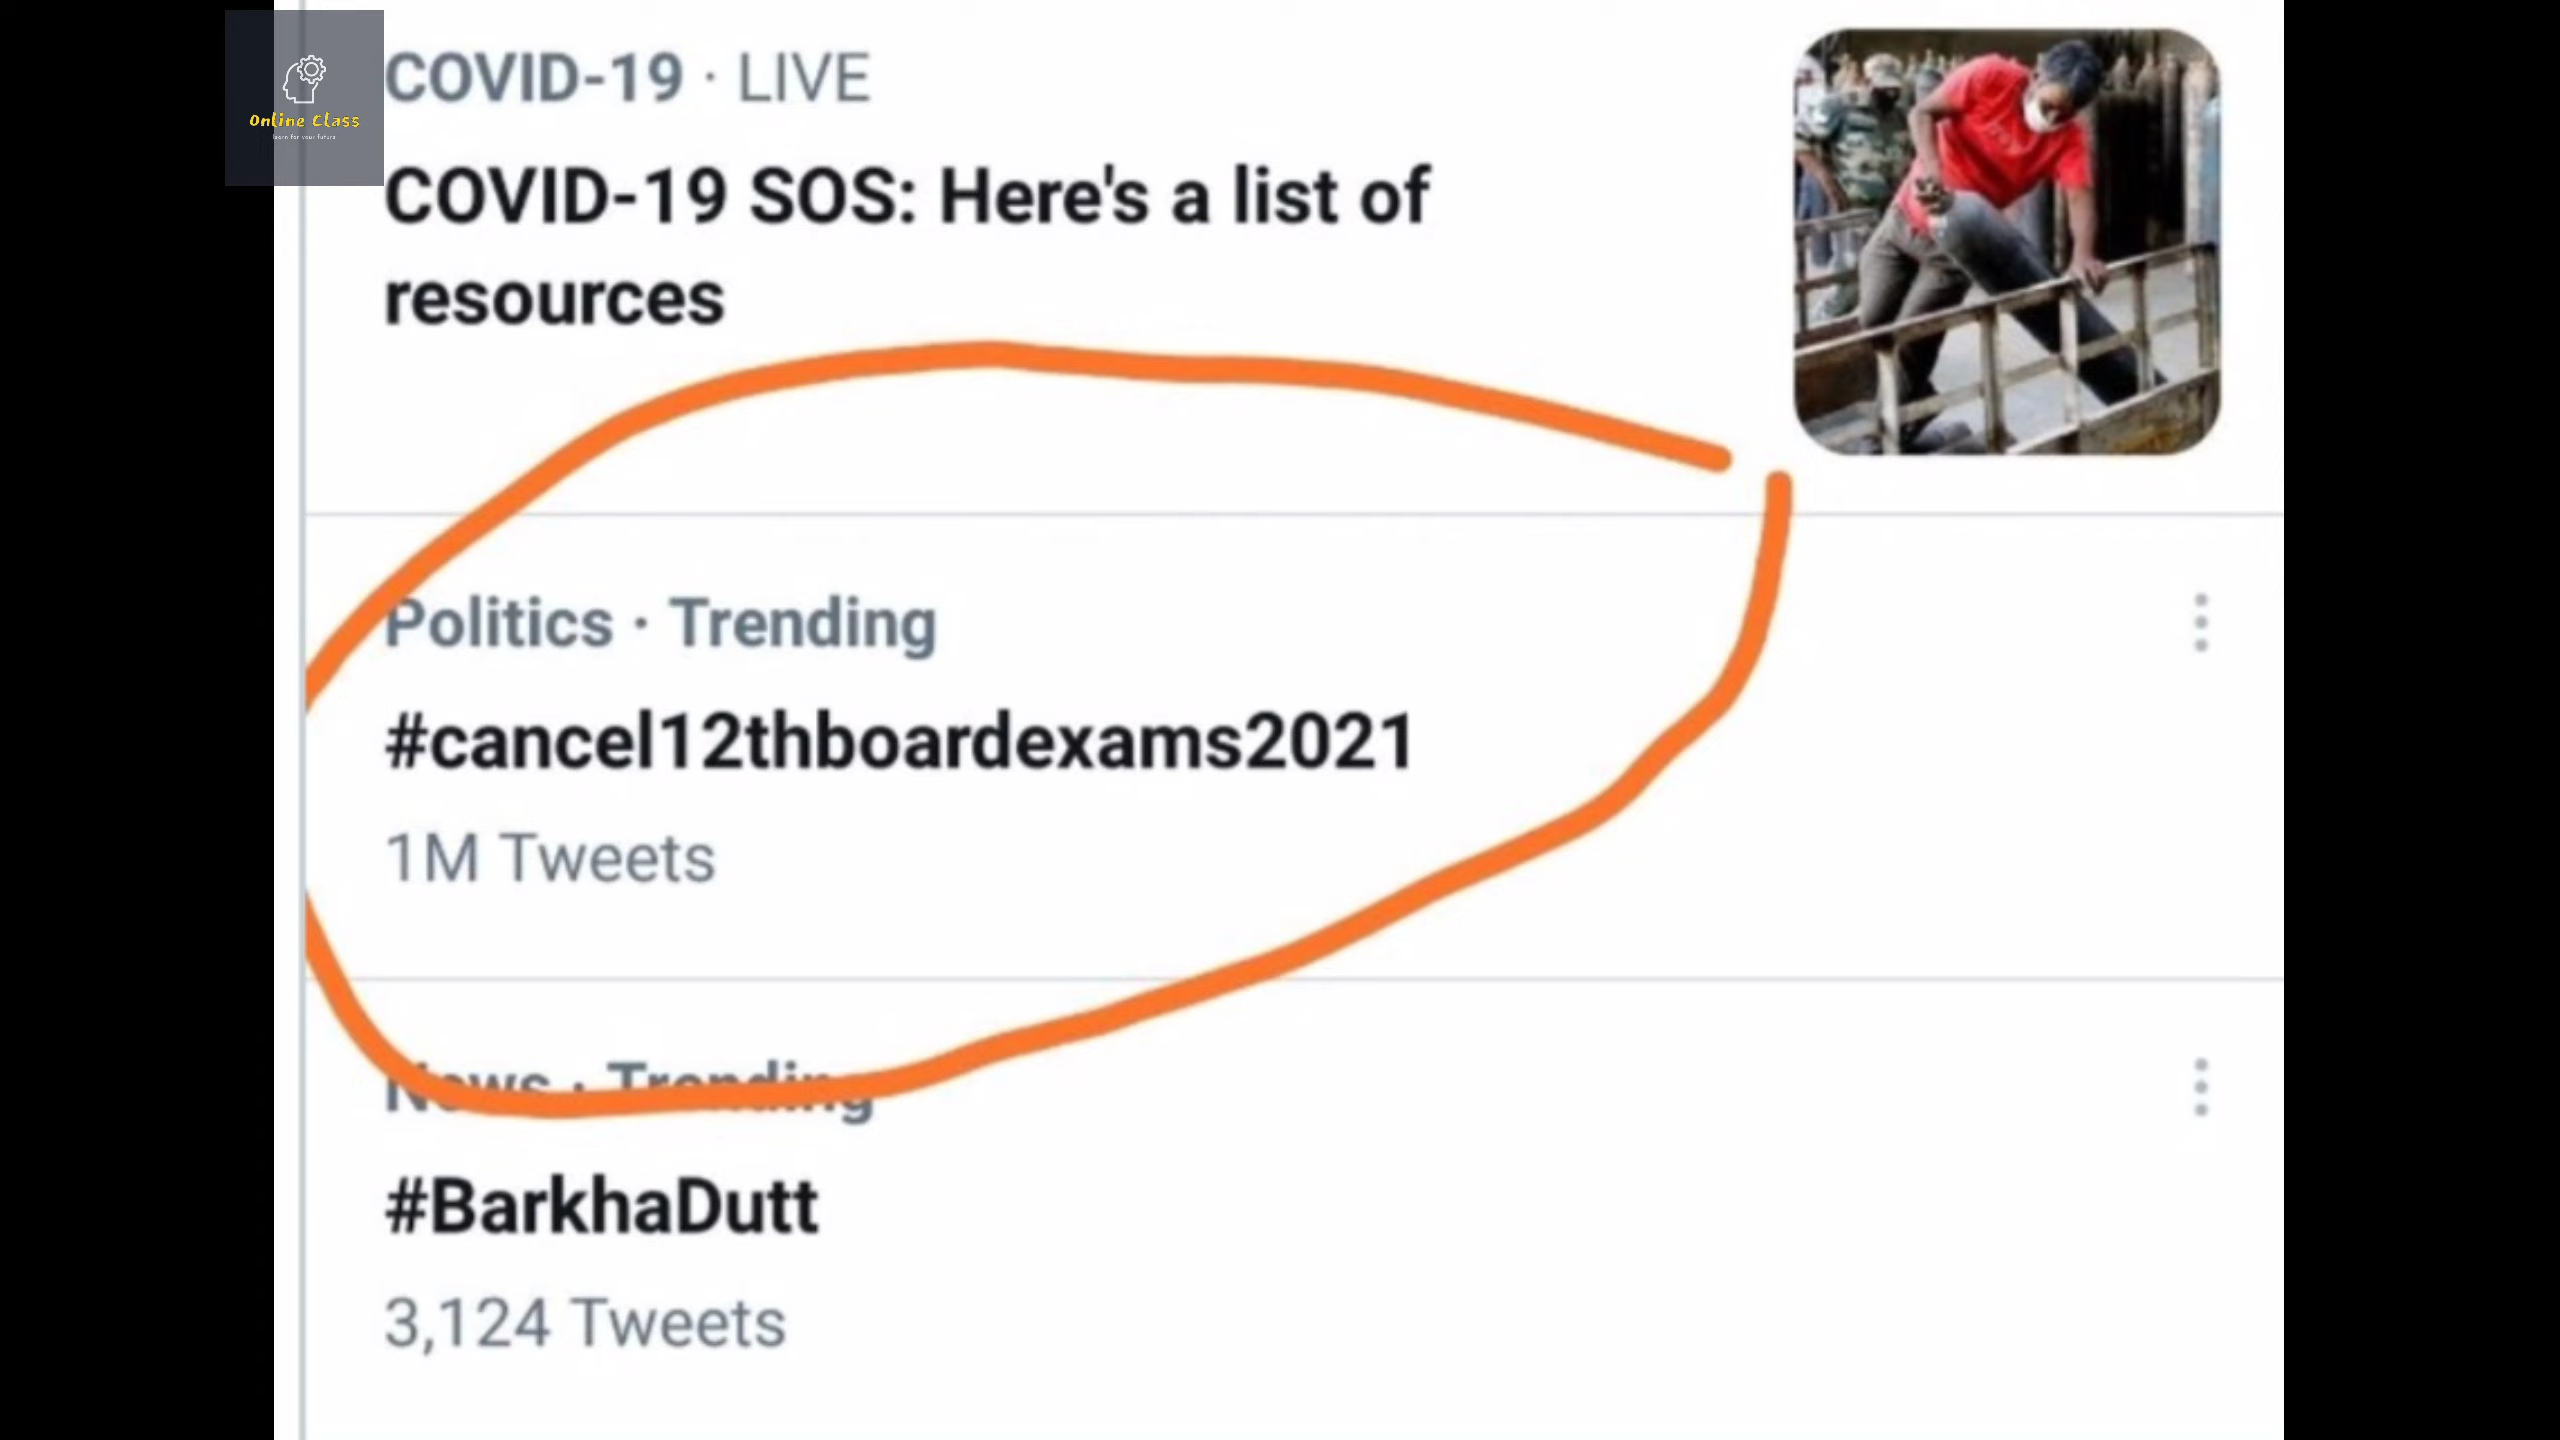 COVID-19 · LIVE
Online Class
learn for your future
COVID-19 SOS: Here's a list of
resources
Politics · Trending
#cancel12thboardexams2021
1M Tweets
News · Trending
#BarkhaDutt
3,124 Tweets